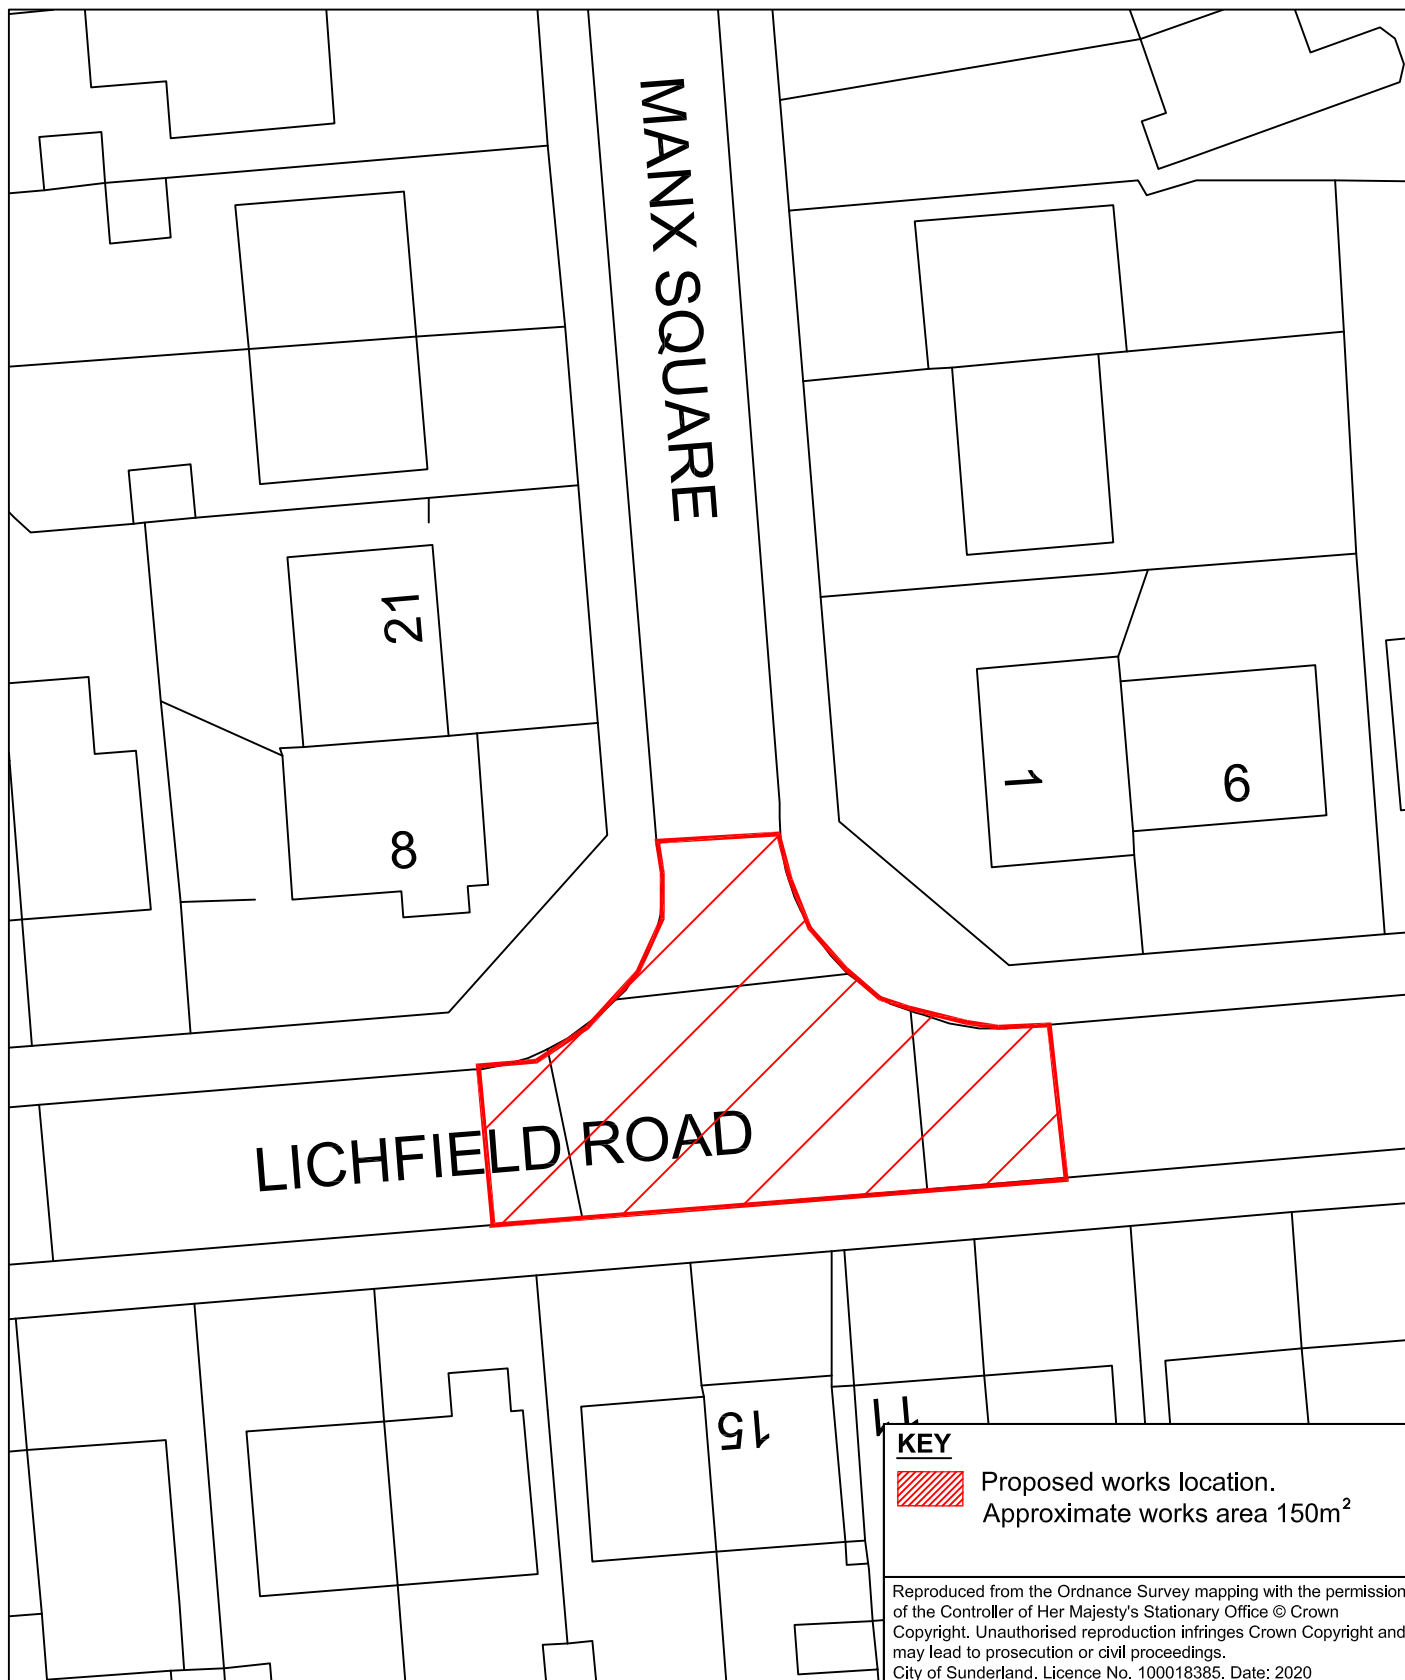 MANX SQUARE
21
8
1
6
LICHFIELD ROAD
15
11
KEY
Proposed works location.
Approximate works area 150m²
Reproduced from the Ordnance Survey mapping with the permission
of the Controller of Her Majesty's Stationary Office © Crown
Copyright. Unauthorised reproduction infringes Crown Copyright and
may lead to prosecution or civil proceedings.
City of Sunderland. Licence No. 100018385. Date: 2020